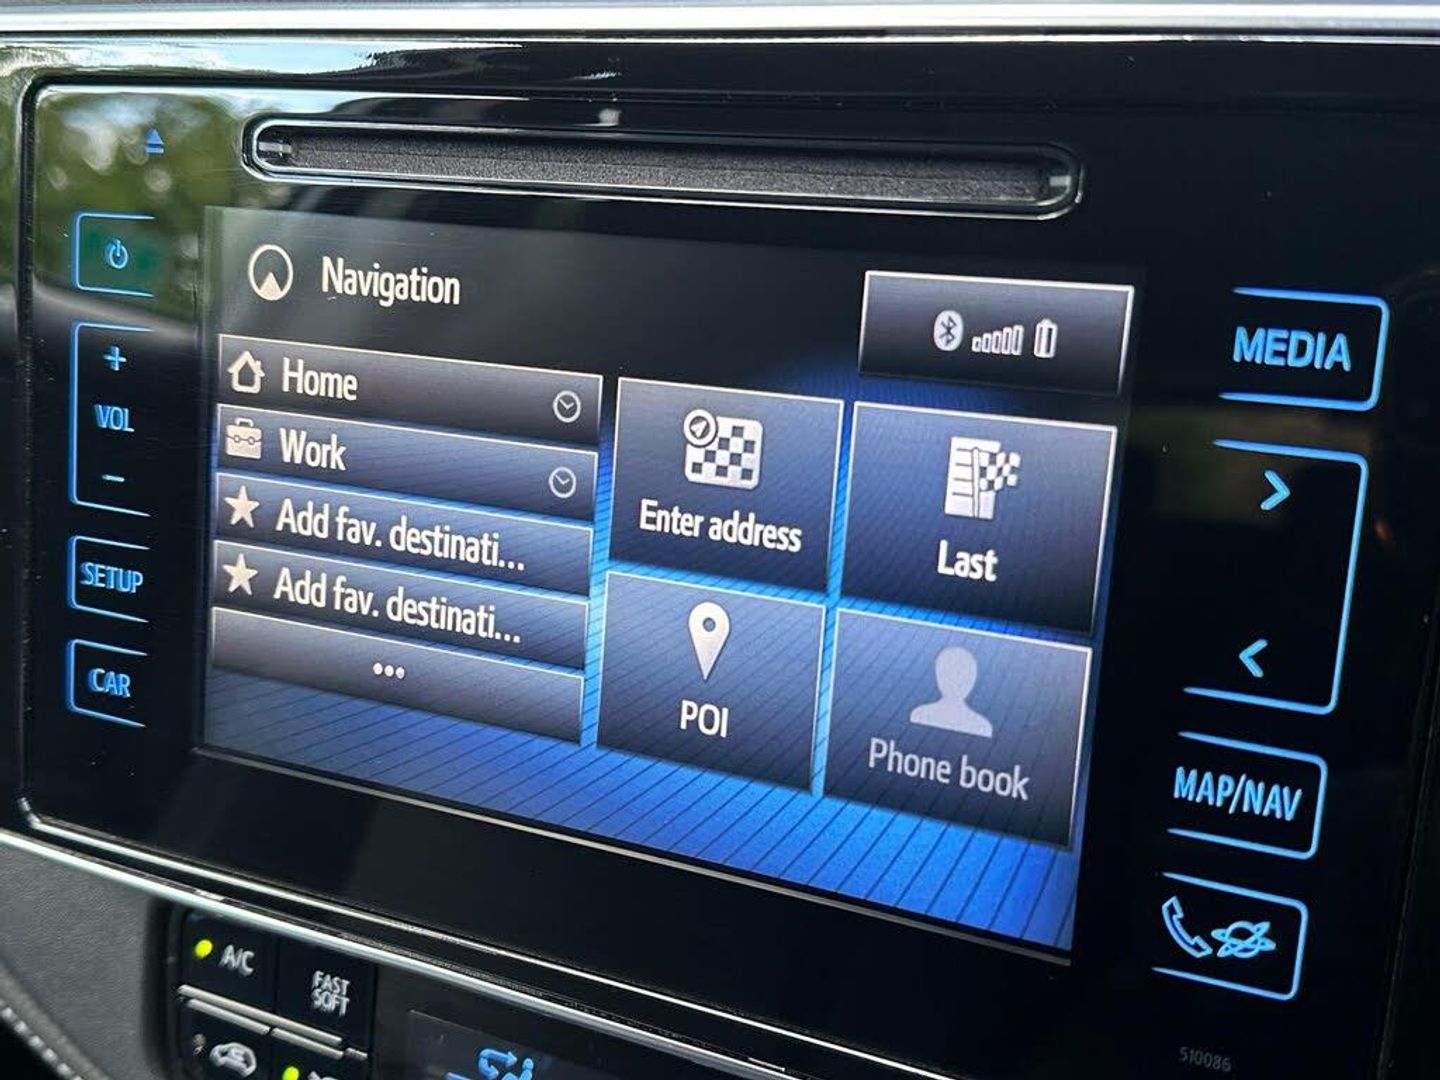 Navigation
Home
Work
Add fav. destinati...
Add fav. destinati...
Enter address
Last
POI
Phone book
VOL
SETUP
CAR
MEDIA
MAP/NAV
A/C
FAST
SOFT
510086